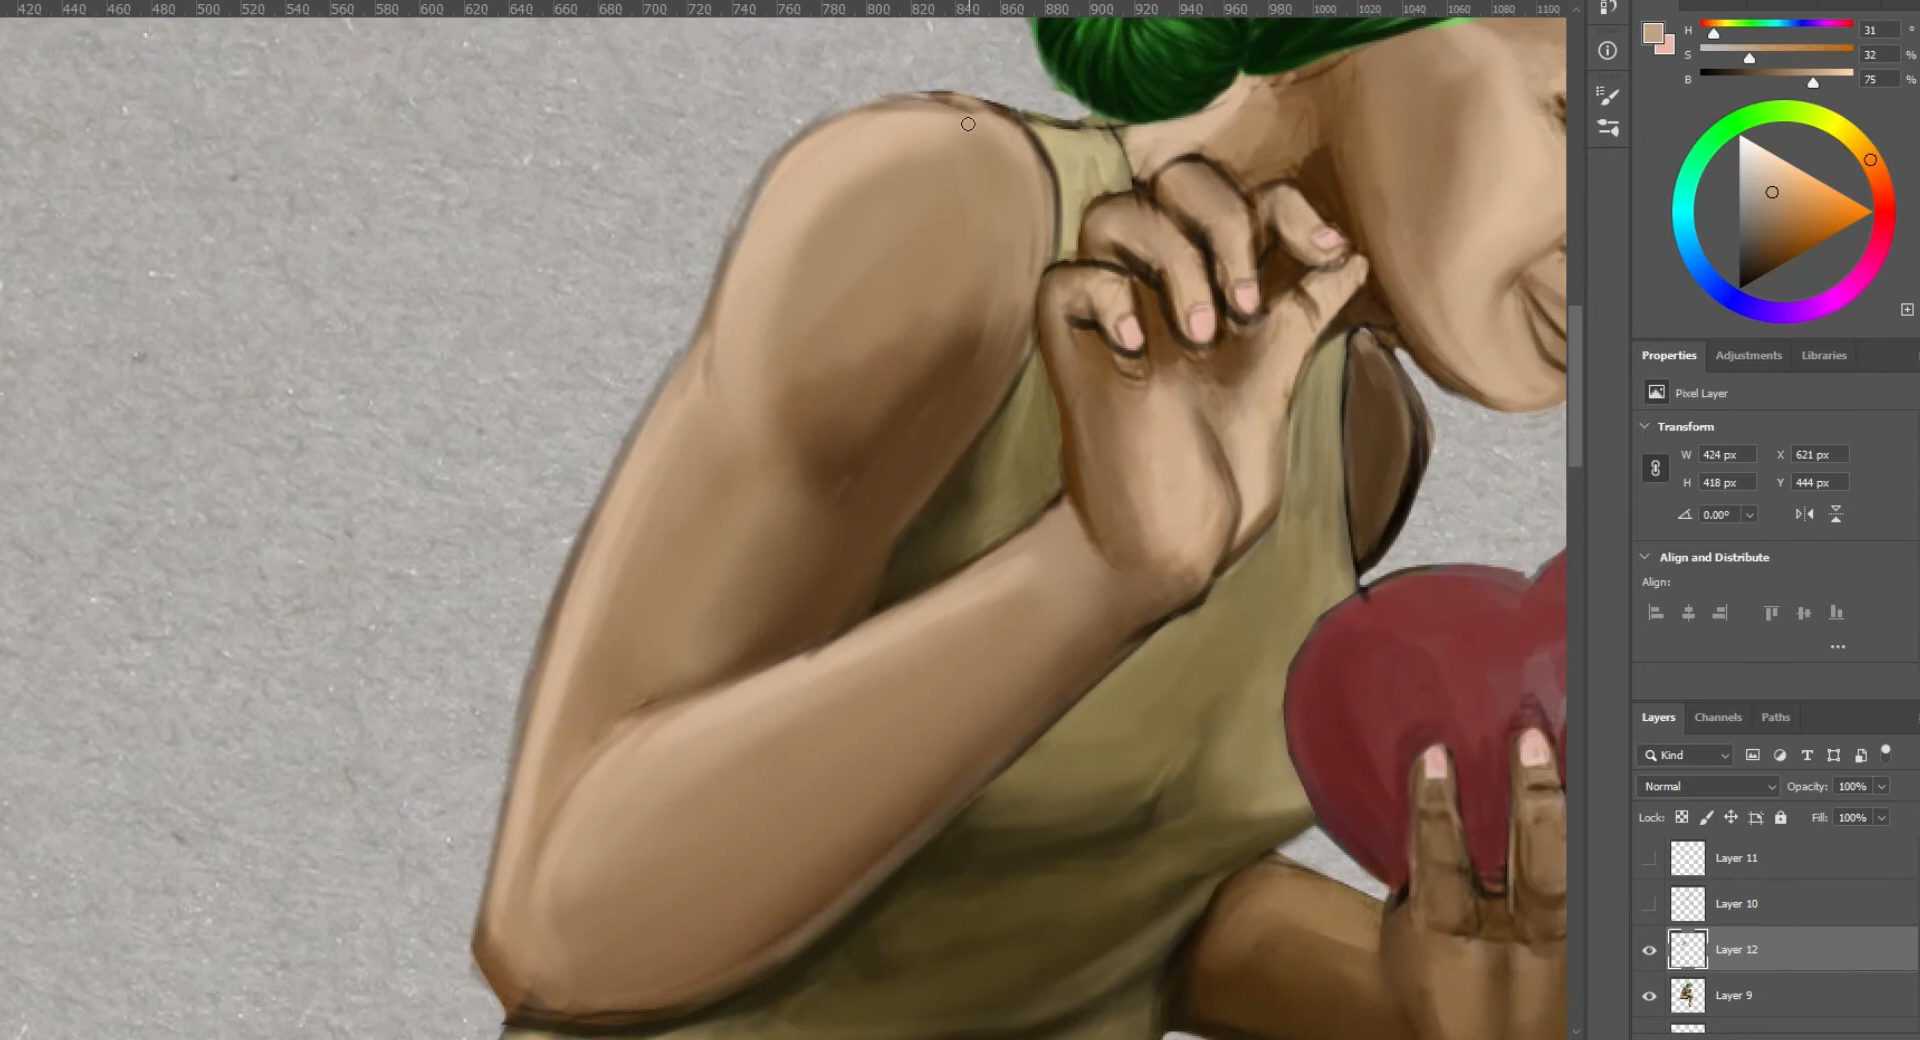 420 440 460 480 500 520 540 560 580 600 620 640 660 680 700 720 740 760 780 800 820 840 860 880 900 920 940 960 980 1000 1020 1040 1060 1080 1100
H 31 °
S 32 %
B 75 %
Properties Adjustments Libraries
Pixel Layer
Transform
W 424 px X 621 px
H 418 px Y 444 px
0.00°
Align and Distribute
Align:
Layers Channels Paths
Kind
Normal Opacity: 100%
Lock: Fill: 100%
Layer 11
Layer 10
Layer 12
Layer 9